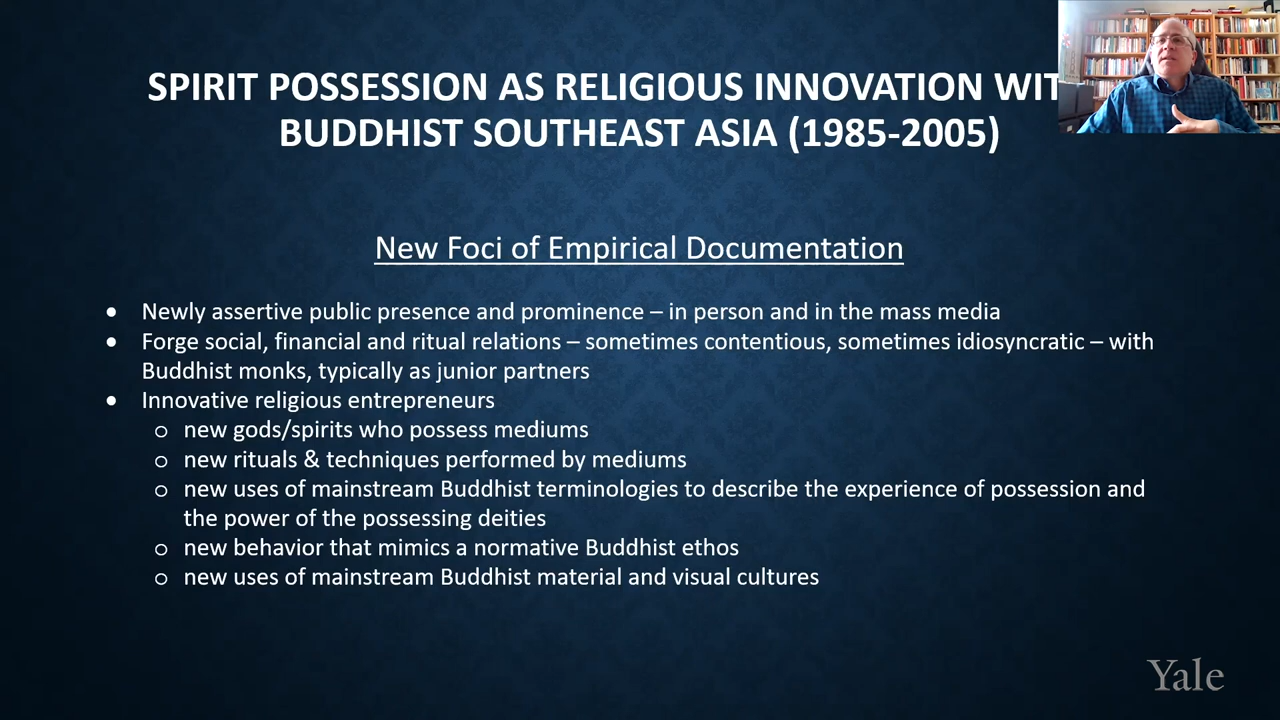 SPIRIT POSSESSION AS RELIGIOUS INNOVATION
BUDDHIST SOUTHEAST ASIA (1985-2005)
New Foci of Empirical Documentation
• Newly assertive public presence and prominence – in person and in the mass media
• Forge social, financial and ritual relations – sometimes contentious, sometimes idiosyncratic – with
Buddhist monks, typically as junior partners
• Innovative religious entrepreneurs
o new gods/spirits who possess mediums
o new rituals & techniques performed by mediums
o new uses of mainstream Buddhist terminologies to describe the experience of possession and
the power of the possessing deities
o new behavior that mimics a normative Buddhist ethos
o new uses of mainstream Buddhist material and visual cultures
Yale